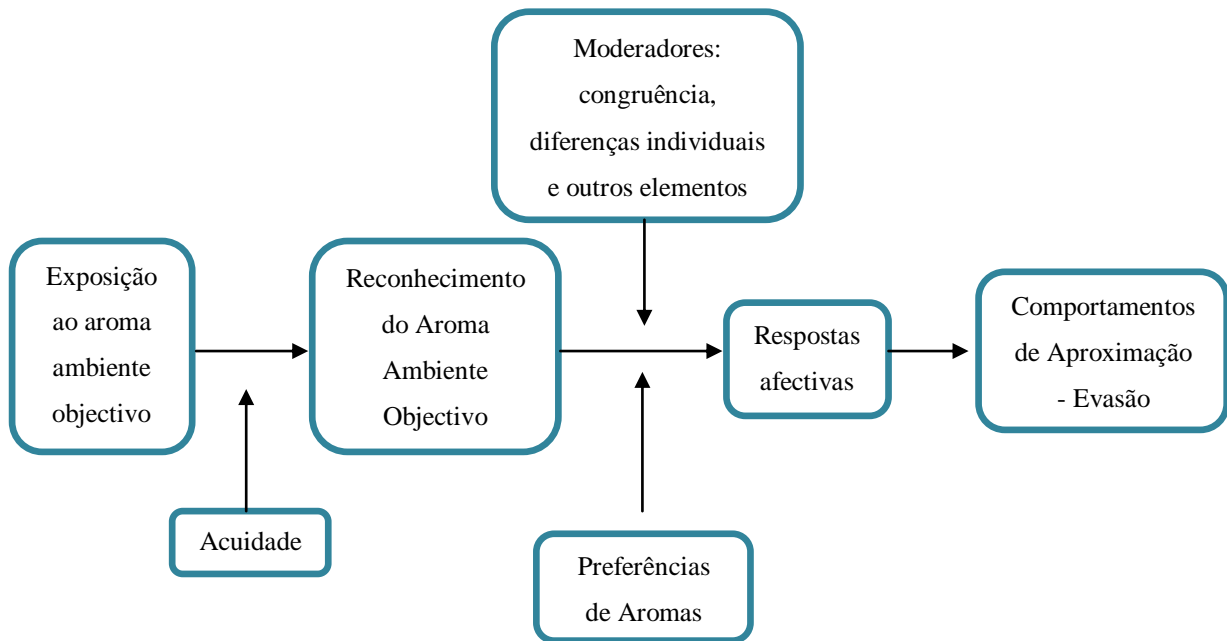 Moderadores:
congruência,
diferenças individuais
e outros elementos
Exposição
ao aroma
ambiente
objectivo
Reconhecimento
do Aroma
Ambiente
Objectivo
Respostas
afectivas
Comportamentos
de Aproximação
- Evasão
Acuidade
Preferências
de Aromas